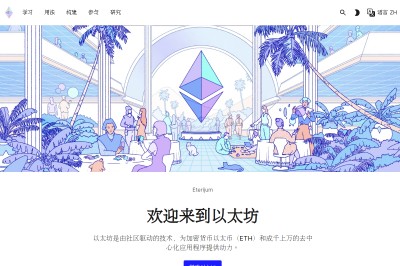 学习
用法
构建
参与
研究
语言 ZH
Eterijum
欢迎来到以太坊
以太坊是由社区驱动的技术，为加密货币以太币（ETH）和成千上万的去中
心化应用程序提供动力。